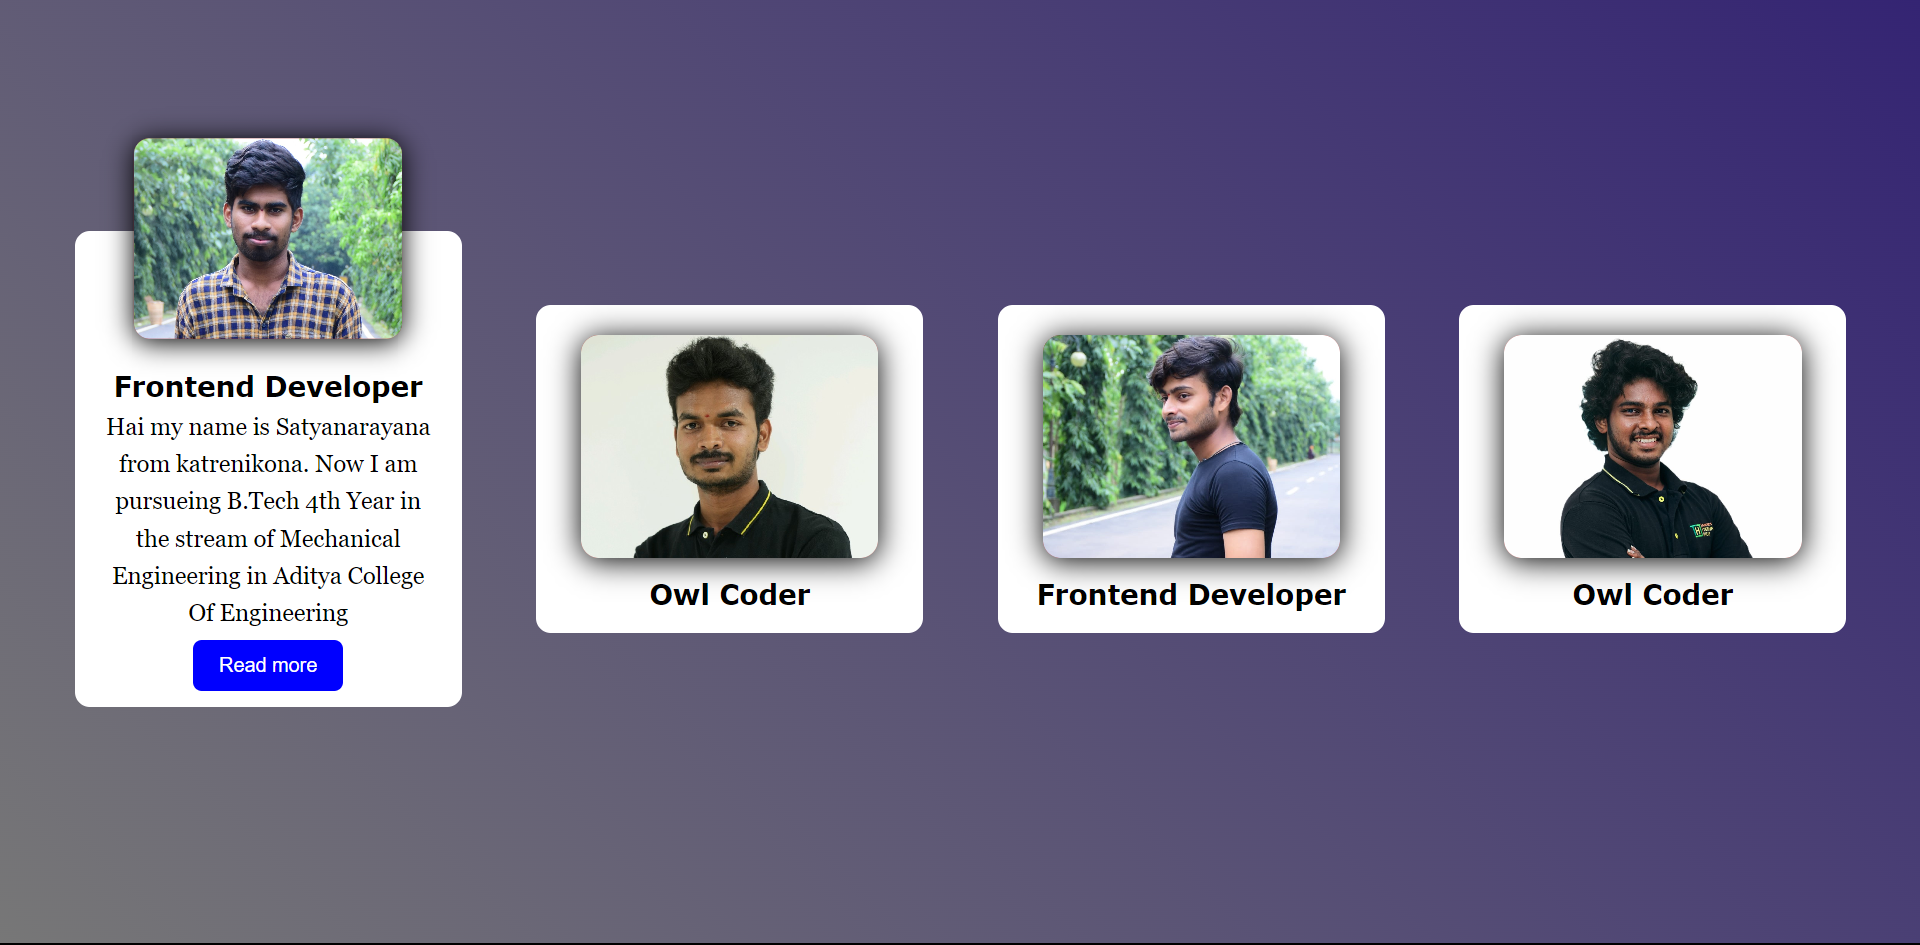 Frontend Developer
Hai my name is Satyanarayana
from katrenikona. Now I am
pursueing B.Tech 4th Year in
the stream of Mechanical
Engineering in Aditya College
Of Engineering
Read more
Owl Coder
Frontend Developer
Owl Coder